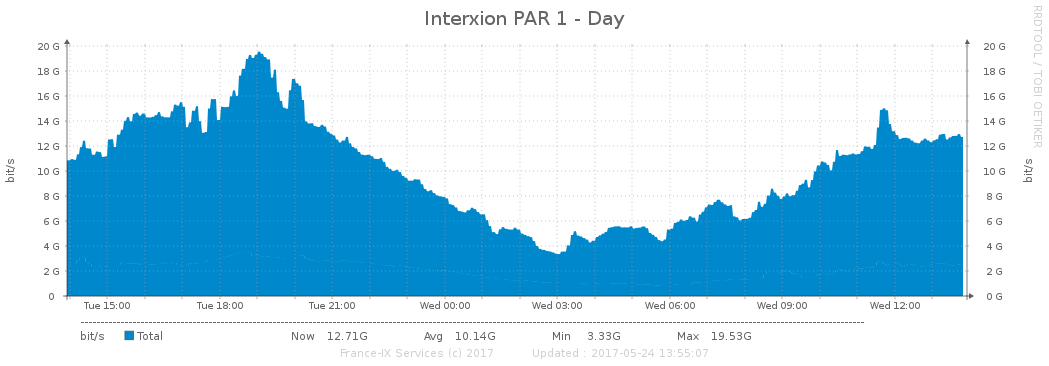 Interxion PAR 1 - Day
RRDTOOL / TOBI OETIKER
bit/s
bit/s
20 G 20 G
18 G 18 G
16 G 16 G
14 G 14 G
12 G 12 G
10 G 10 G
8 G 8 G
6 G 6 G
4 G 4 G
2 G 2 G
0 0 G
Tue 15:00 Tue 18:00 Tue 21:00 Wed 00:00 Wed 03:00 Wed 06:00 Wed 09:00 Wed 12:00
bit/s Total Now 12.71G Avg 10.14G Min 3.33G Max 19.53G
France-IX Services (c) 2017 Updated : 2017-05-24 13:55:07